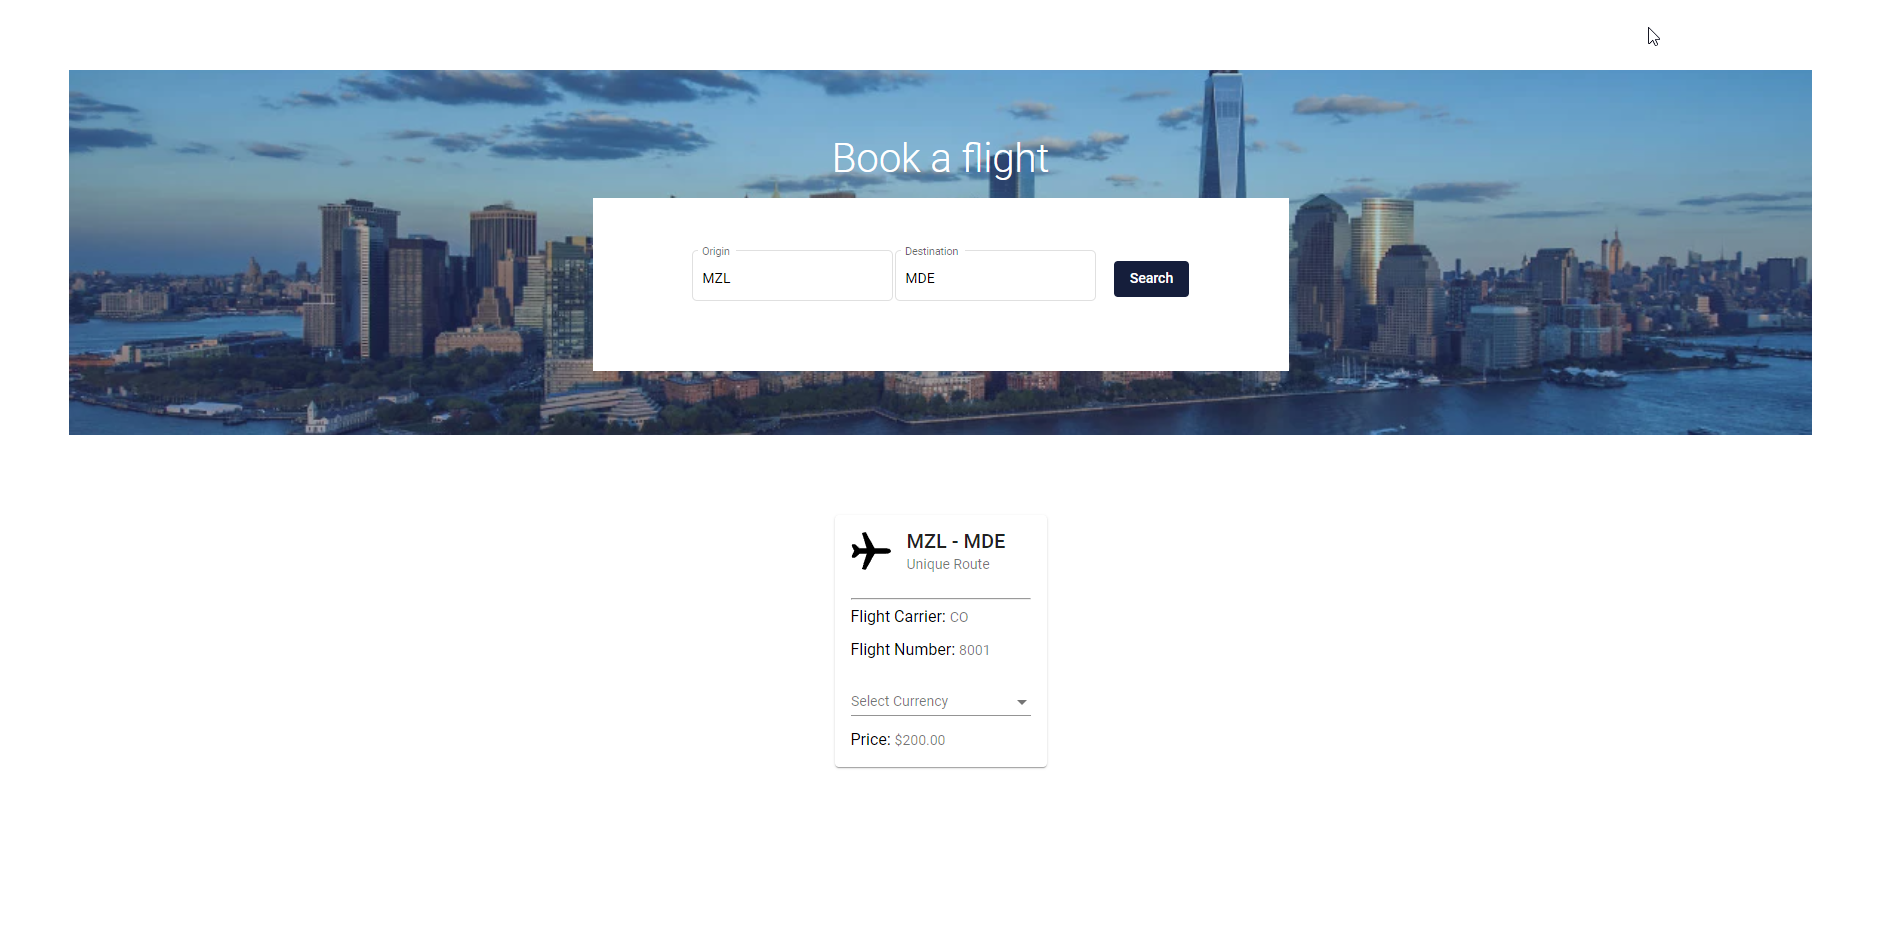 Book a flight
Origin
Destination
MZL
MDE
Search
MZL - MDE
Unique Route
Flight Carrier: CO
Flight Number: 8001
Select Currency
Price: $200.00